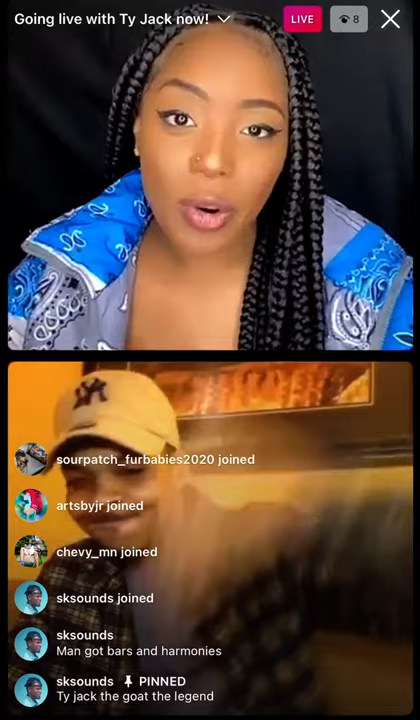 Going live with Ty Jack now!
LIVE
8
NY
sourpatch_furbabies2020 joined
artsbyjr joined
chevy_mn joined
sksounds joined
sksounds
Man got bars and harmonies
sksounds PINNED
Ty jack the goat the legend